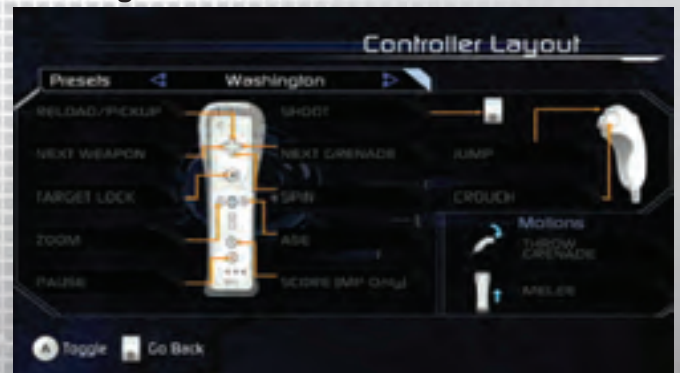 Controller Layout
Presets Washington
RELOAD/PICKUP SHOOT
NEXT WEAPON NEXT GRENADE JUMP
TARGET LOCK SPIN CROUCH
Motions
ZOOM ASE THROW GRENADE
PAUSE SCORE (MP Only) MELEE
A Toggle Go Back